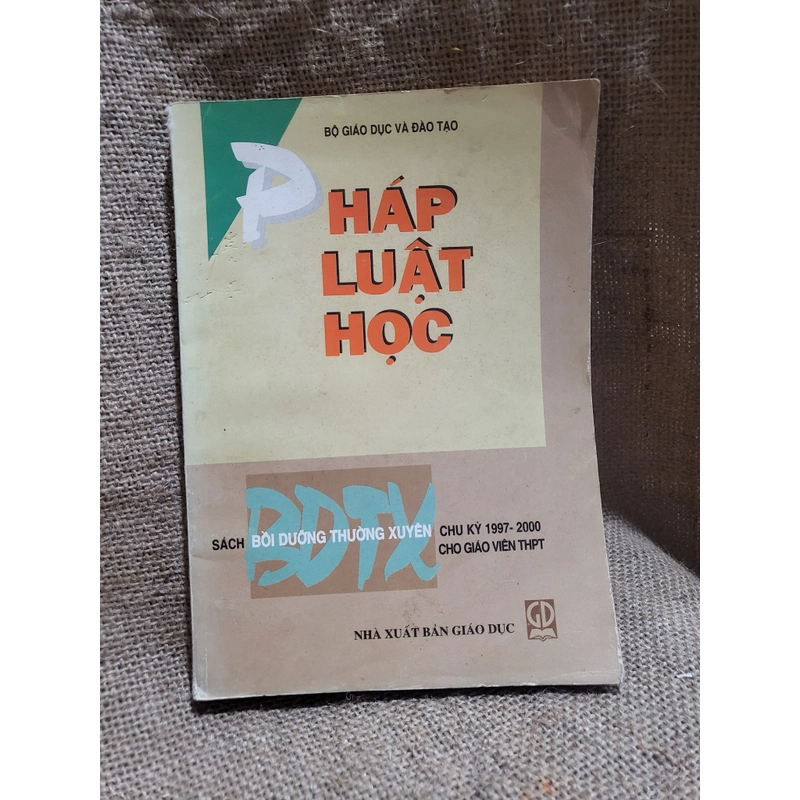 BỘ GIÁO DỤC VÀ ĐÀO TẠO
PHÁP
LUẬT
HỌC
BDTX
SÁCH BỒI DƯỠNG THƯỜNG XUYÊN CHU KỲ 1997-2000
CHO GIÁO VIÊN THPT
NHÀ XUẤT BẢN GIÁO DỤC
GD